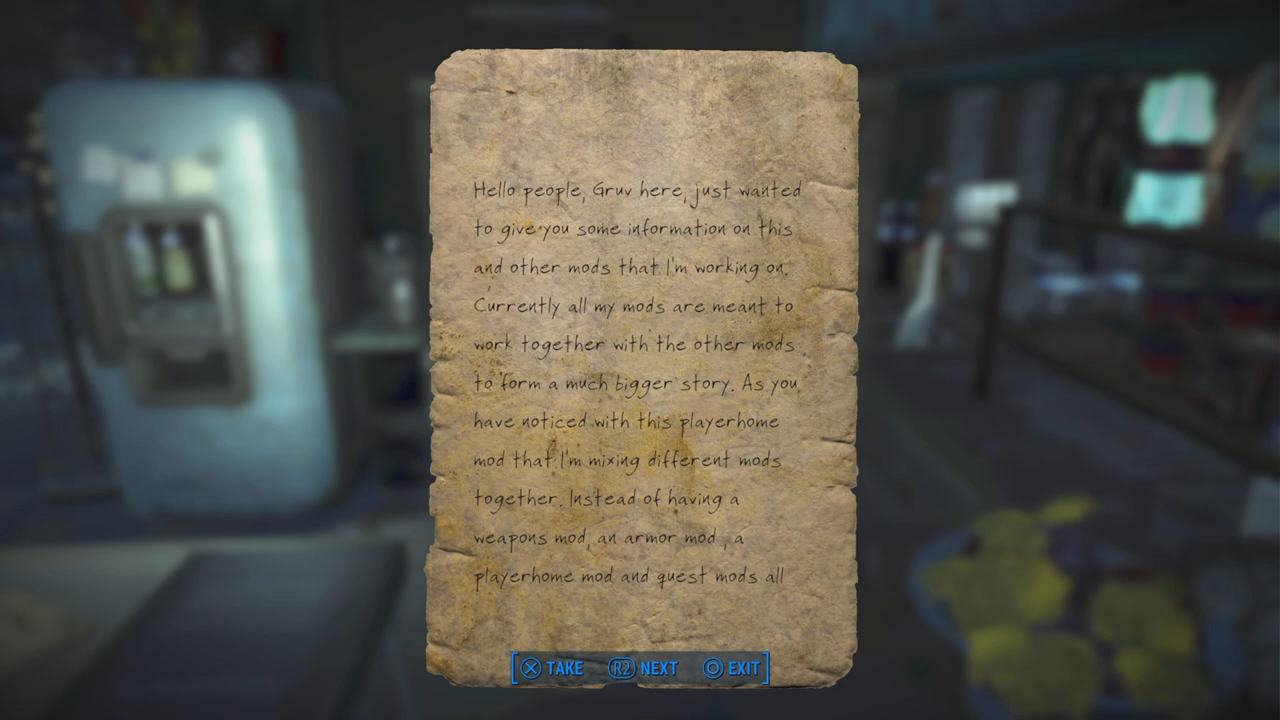 Hello people, Gruv here, just wanted
to give you some information on this
and other mods that I'm working on.
Currently all my mods are meant to
work together with the other mods
to form a much bigger story. As you
have noticed with this playerhome
mod that I'm mixing different mods
together. Instead of having a
weapons mod, an armor mod , a
playerhome mod and quest mods all
TAKE R2 NEXT EXIT